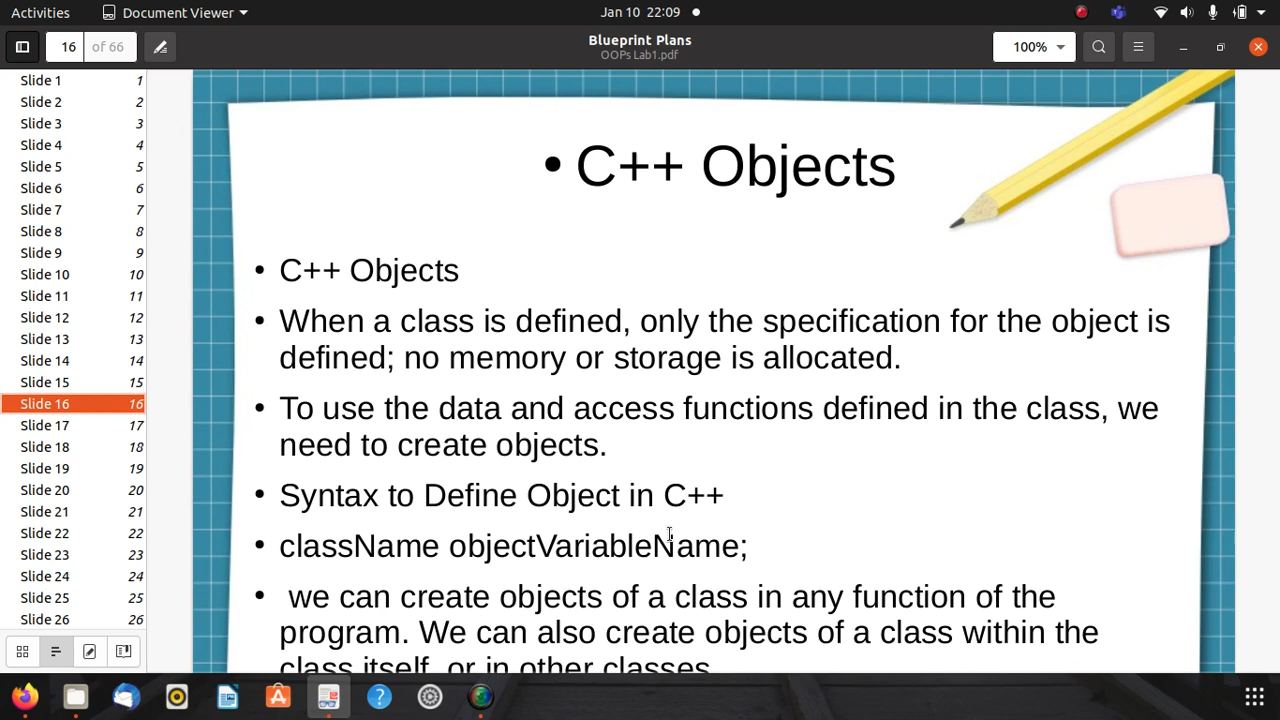 Activities
Document Viewer
Jan 10 22:09
16 of 66
Blueprint Plans
OOPs Lab1.pdf
100%
Slide 1 1
Slide 2 2
Slide 3 3
Slide 4 4
Slide 5 5
Slide 6 6
Slide 7 7
Slide 8 8
Slide 9 9
Slide 10 10
Slide 11 11
Slide 12 12
Slide 13 13
Slide 14 14
Slide 15 15
Slide 16 16
Slide 17 17
Slide 18 18
Slide 19 19
Slide 20 20
Slide 21 21
Slide 22 22
Slide 23 23
Slide 24 24
Slide 25 25
Slide 26 26
• C++ Objects
• C++ Objects
• When a class is defined, only the specification for the object is
defined; no memory or storage is allocated.
• To use the data and access functions defined in the class, we
need to create objects.
• Syntax to Define Object in C++
• className objectVariableName;
• we can create objects of a class in any function of the
program. We can also create objects of a class within the
class itself, or in other classes.